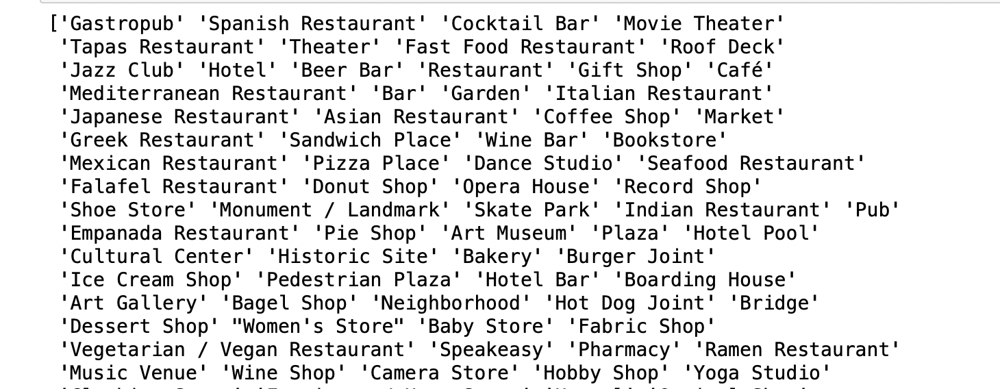 ['Gastropub' 'Spanish Restaurant' 'Cocktail Bar' 'Movie Theater'
'Tapas Restaurant' 'Theater' 'Fast Food Restaurant' 'Roof Deck'
'Jazz Club' 'Hotel' 'Beer Bar' 'Restaurant' 'Gift Shop' 'Café'
'Mediterranean Restaurant' 'Bar' 'Garden' 'Italian Restaurant'
'Japanese Restaurant' 'Asian Restaurant' 'Coffee Shop' 'Market'
'Greek Restaurant' 'Sandwich Place' 'Wine Bar' 'Bookstore'
'Mexican Restaurant' 'Pizza Place' 'Dance Studio' 'Seafood Restaurant'
'Falafel Restaurant' 'Donut Shop' 'Opera House' 'Record Shop'
'Shoe Store' 'Monument / Landmark' 'Skate Park' 'Indian Restaurant' 'Pub'
'Empanada Restaurant' 'Pie Shop' 'Art Museum' 'Plaza' 'Hotel Pool'
'Cultural Center' 'Historic Site' 'Bakery' 'Burger Joint'
'Ice Cream Shop' 'Pedestrian Plaza' 'Hotel Bar' 'Boarding House'
'Art Gallery' 'Bagel Shop' 'Neighborhood' 'Hot Dog Joint' 'Bridge'
'Dessert Shop' "Women's Store" 'Baby Store' 'Fabric Shop'
'Vegetarian / Vegan Restaurant' 'Speakeasy' 'Pharmacy' 'Ramen Restaurant'
'Music Venue' 'Wine Shop' 'Camera Store' 'Hobby Shop' 'Yoga Studio'